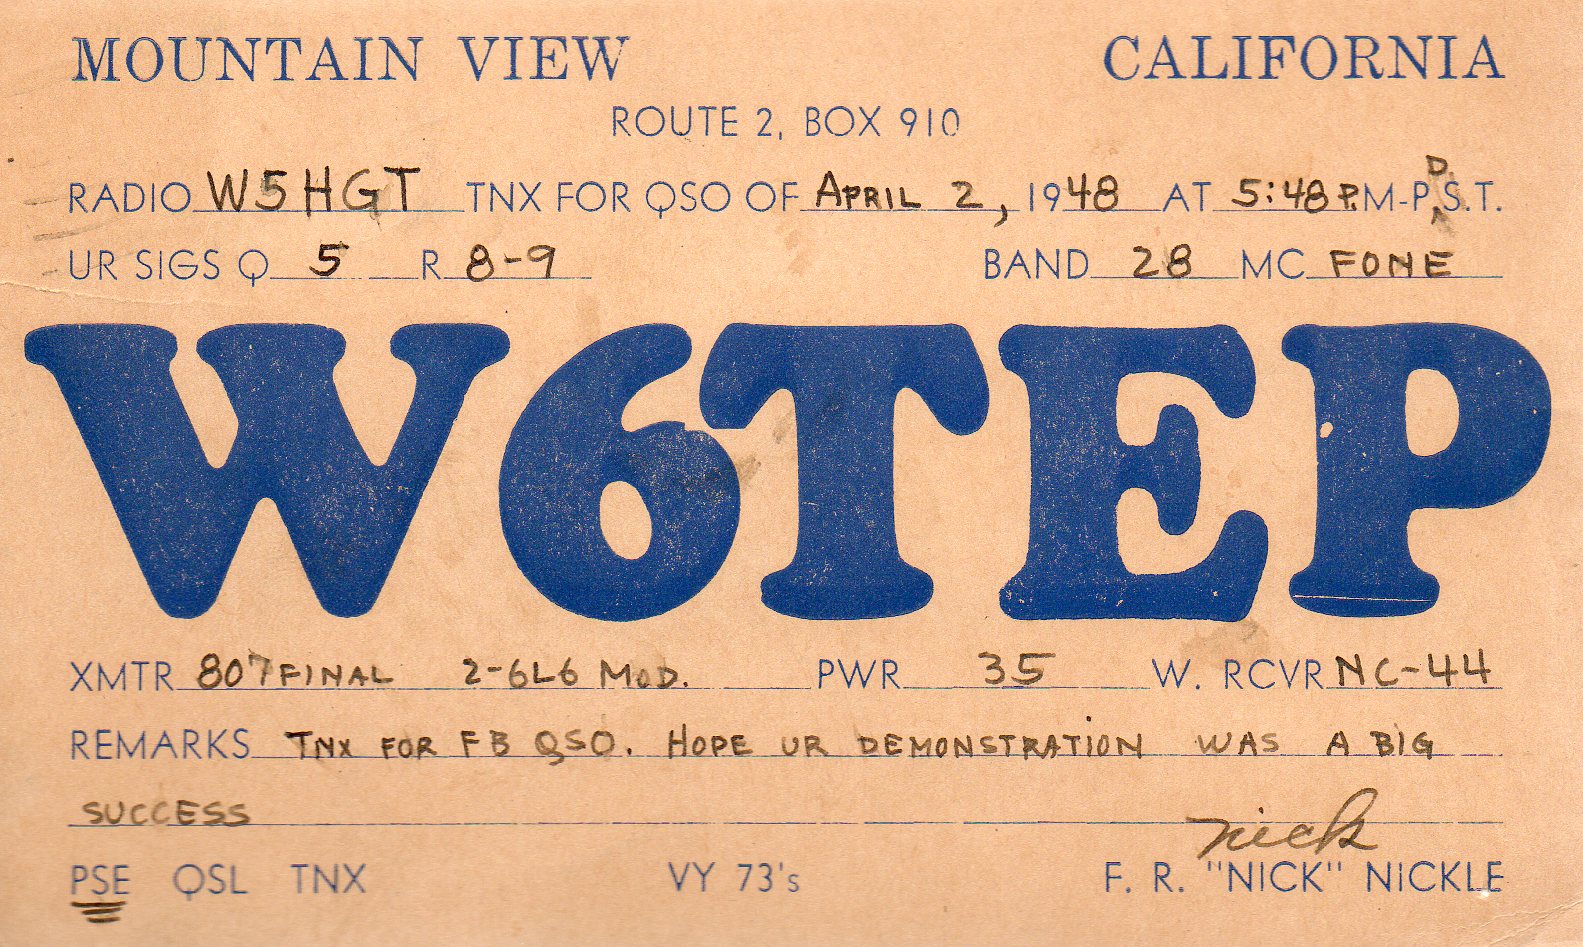 MOUNTAIN VIEW CALIFORNIA
ROUTE 2, BOX 910
RADIO W5HGT TNX FOR QSO OF APRIL 2, 1948 AT 5:48 P.M-P.D.S.T.
UR SIGS Q 5 R 8-9 BAND 28 MC FONE
W6TEP
XMTR 807 FINAL 2-6L6 MOD. PWR 35 W. RCVR NC-44
REMARKS TNX FOR FB QSO. HOPE UR DEMONSTRATION WAS A BIG
SUCCESS
Nick
PSE QSL TNX VY 73's F. R. "NICK" NICKLE